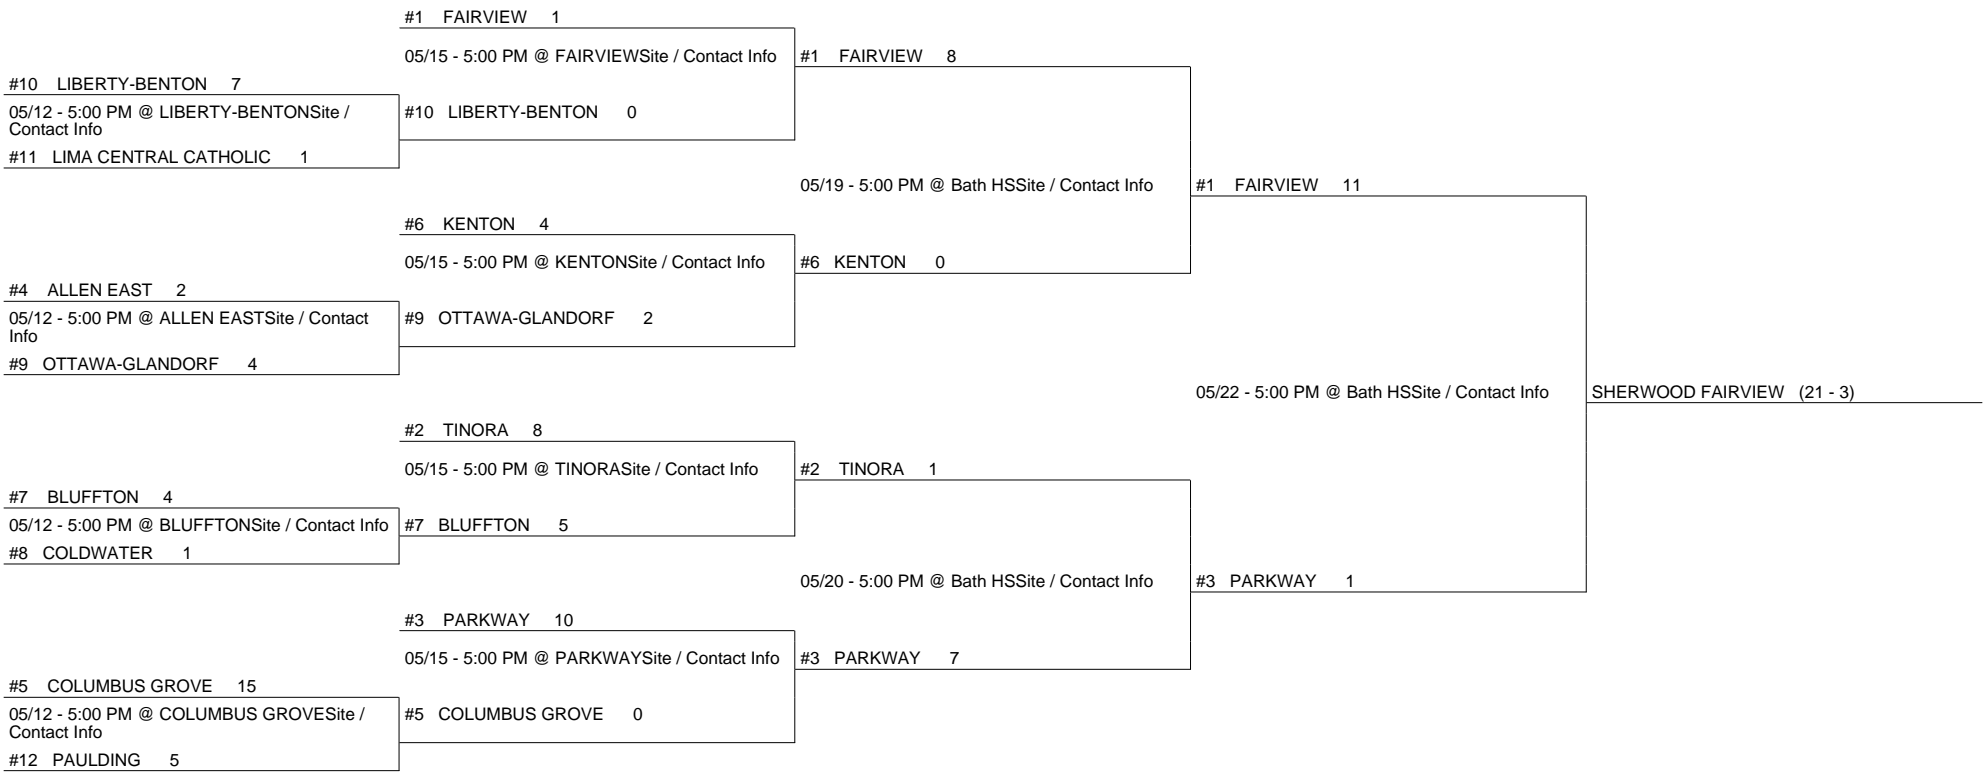 #1 FAIRVIEW 1
05/15 - 5:00 PM @ FAIRVIEWSite / Contact Info
#1 FAIRVIEW 8
#10 LIBERTY-BENTON 7
05/12 - 5:00 PM @ LIBERTY-BENTONSite /
Contact Info
#10 LIBERTY-BENTON 0
#11 LIMA CENTRAL CATHOLIC 1
05/19 - 5:00 PM @ Bath HSSite / Contact Info
#1 FAIRVIEW 11
#6 KENTON 4
05/15 - 5:00 PM @ KENTONSite / Contact Info
#6 KENTON 0
#4 ALLEN EAST 2
05/12 - 5:00 PM @ ALLEN EASTSite / Contact
Info
#9 OTTAWA-GLANDORF 2
#9 OTTAWA-GLANDORF 4
05/22 - 5:00 PM @ Bath HSSite / Contact Info
SHERWOOD FAIRVIEW (21 - 3)
#2 TINORA 8
05/15 - 5:00 PM @ TINORASite / Contact Info
#2 TINORA 1
#7 BLUFFTON 4
05/12 - 5:00 PM @ BLUFFTONSite / Contact Info
#7 BLUFFTON 5
#8 COLDWATER 1
05/20 - 5:00 PM @ Bath HSSite / Contact Info
#3 PARKWAY 1
#3 PARKWAY 10
05/15 - 5:00 PM @ PARKWAYSite / Contact Info
#3 PARKWAY 7
#5 COLUMBUS GROVE 15
05/12 - 5:00 PM @ COLUMBUS GROVESite /
Contact Info
#5 COLUMBUS GROVE 0
#12 PAULDING 5